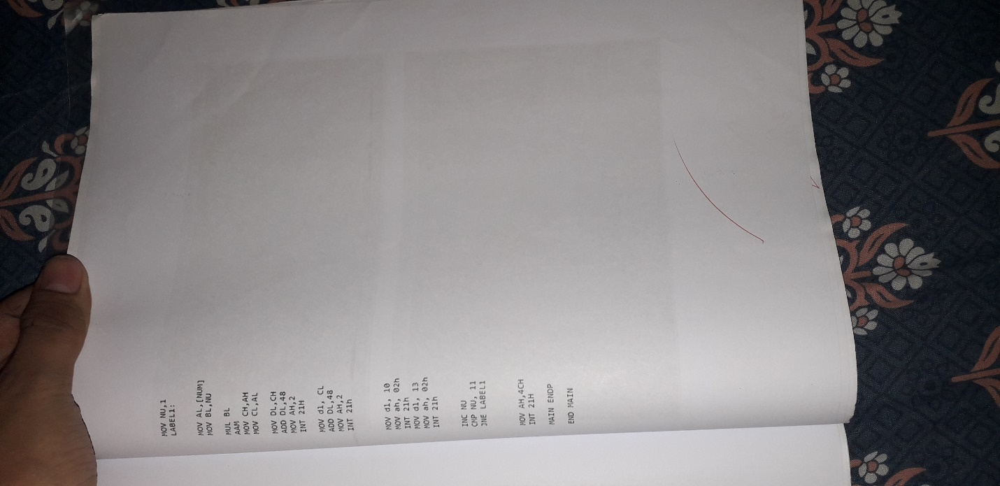 MOV NU,1
LABEL1:
MOV AL,[NUM]
MOV BL,NU
MUL BL
AAM
MOV CH,AH
MOV CL,AL
MOV DL,CH
ADD DL,48
MOV AH,2
INT 21H
MOV dl, CL
ADD DL,48
MOV AH,2
INT 21h
MOV dl, 10
MOV ah, 02h
INT 21h
MOV dl, 13
MOV ah, 02h
INT 21h
INC NU
CMP NU, 11
JNE LABEL1
MOV AH,4CH
INT 21H
MAIN ENDP
END MAIN